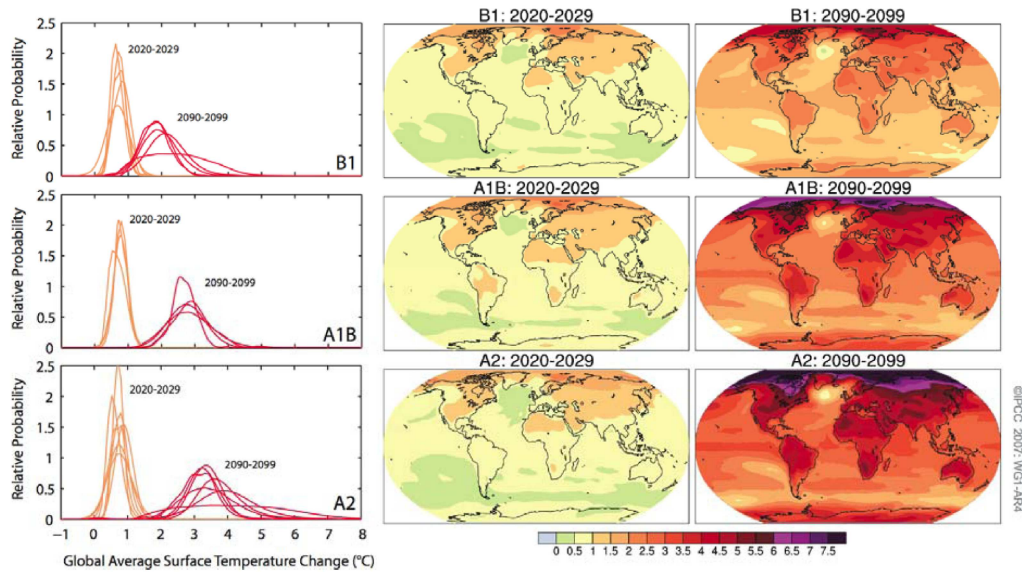 B1: 2020-2029
B1: 2090-2099
2.5
2
1.5
1
0.5
0
Relative Probability
2020-2029
2090-2099
B1
A1B: 2020-2029
A1B: 2090-2099
2.5
2
1.5
1
0.5
0
Relative Probability
2020-2029
2090-2099
A1B
A2: 2020-2029
A2: 2090-2099
2.5
2
1.5
1
0.5
0
Relative Probability
2020-2029
2090-2099
A2
−1 0 1 2 3 4 5 6 7 8
Global Average Surface Temperature Change (°C)
0 0.5 1 1.5 2 2.5 3 3.5 4 4.5 5 5.5 6 6.5 7 7.5
©IPCC 2007: WG1-AR4